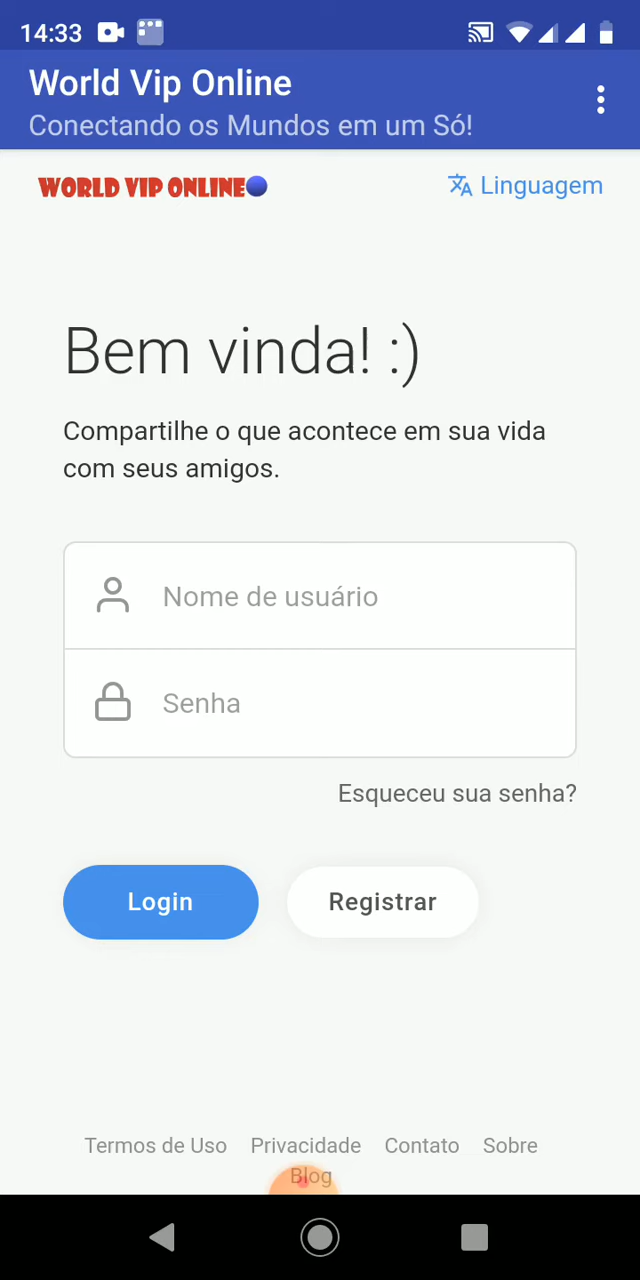 14:33
World Vip Online
Conectando os Mundos em um Só!
WORLD VIP ONLINE
Linguagem
Bem vinda! :)
Compartilhe o que acontece em sua vida
com seus amigos.
Nome de usuário
Senha
Esqueceu sua senha?
Login
Registrar
Termos de Uso Privacidade Contato Sobre
Blog